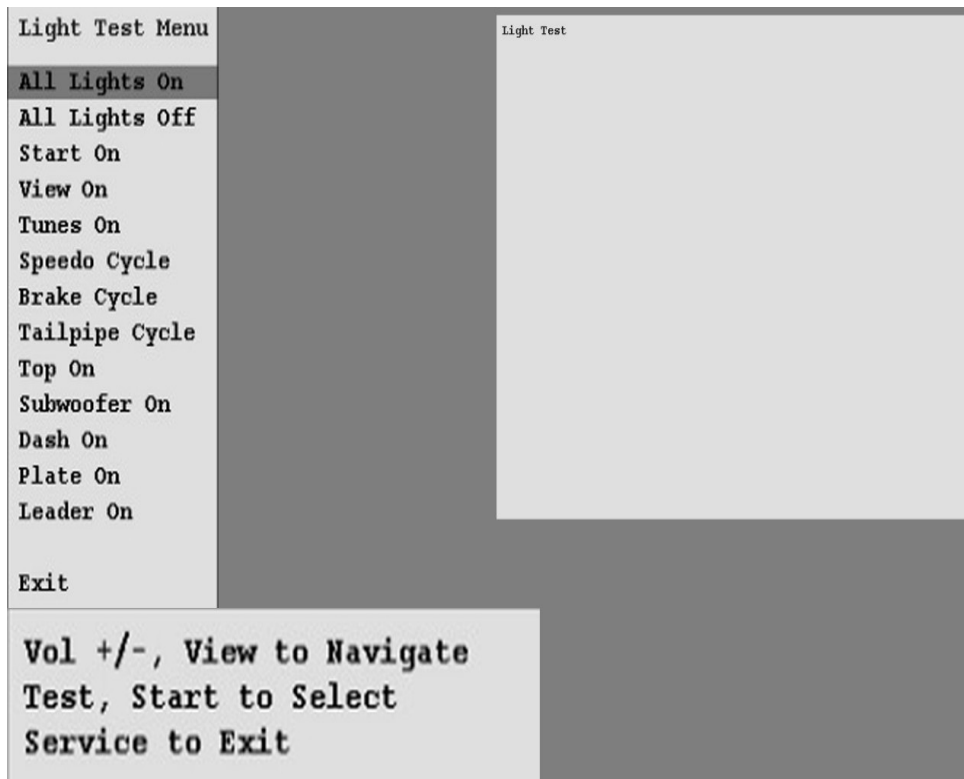 Light Test Menu
All Lights On
All Lights Off
Start On
View On
Tunes On
Speedo Cycle
Brake Cycle
Tailpipe Cycle
Top On
Subwoofer On
Dash On
Plate On
Leader On
Exit
Vol +/-, View to Navigate
Test, Start to Select
Service to Exit
Light Test